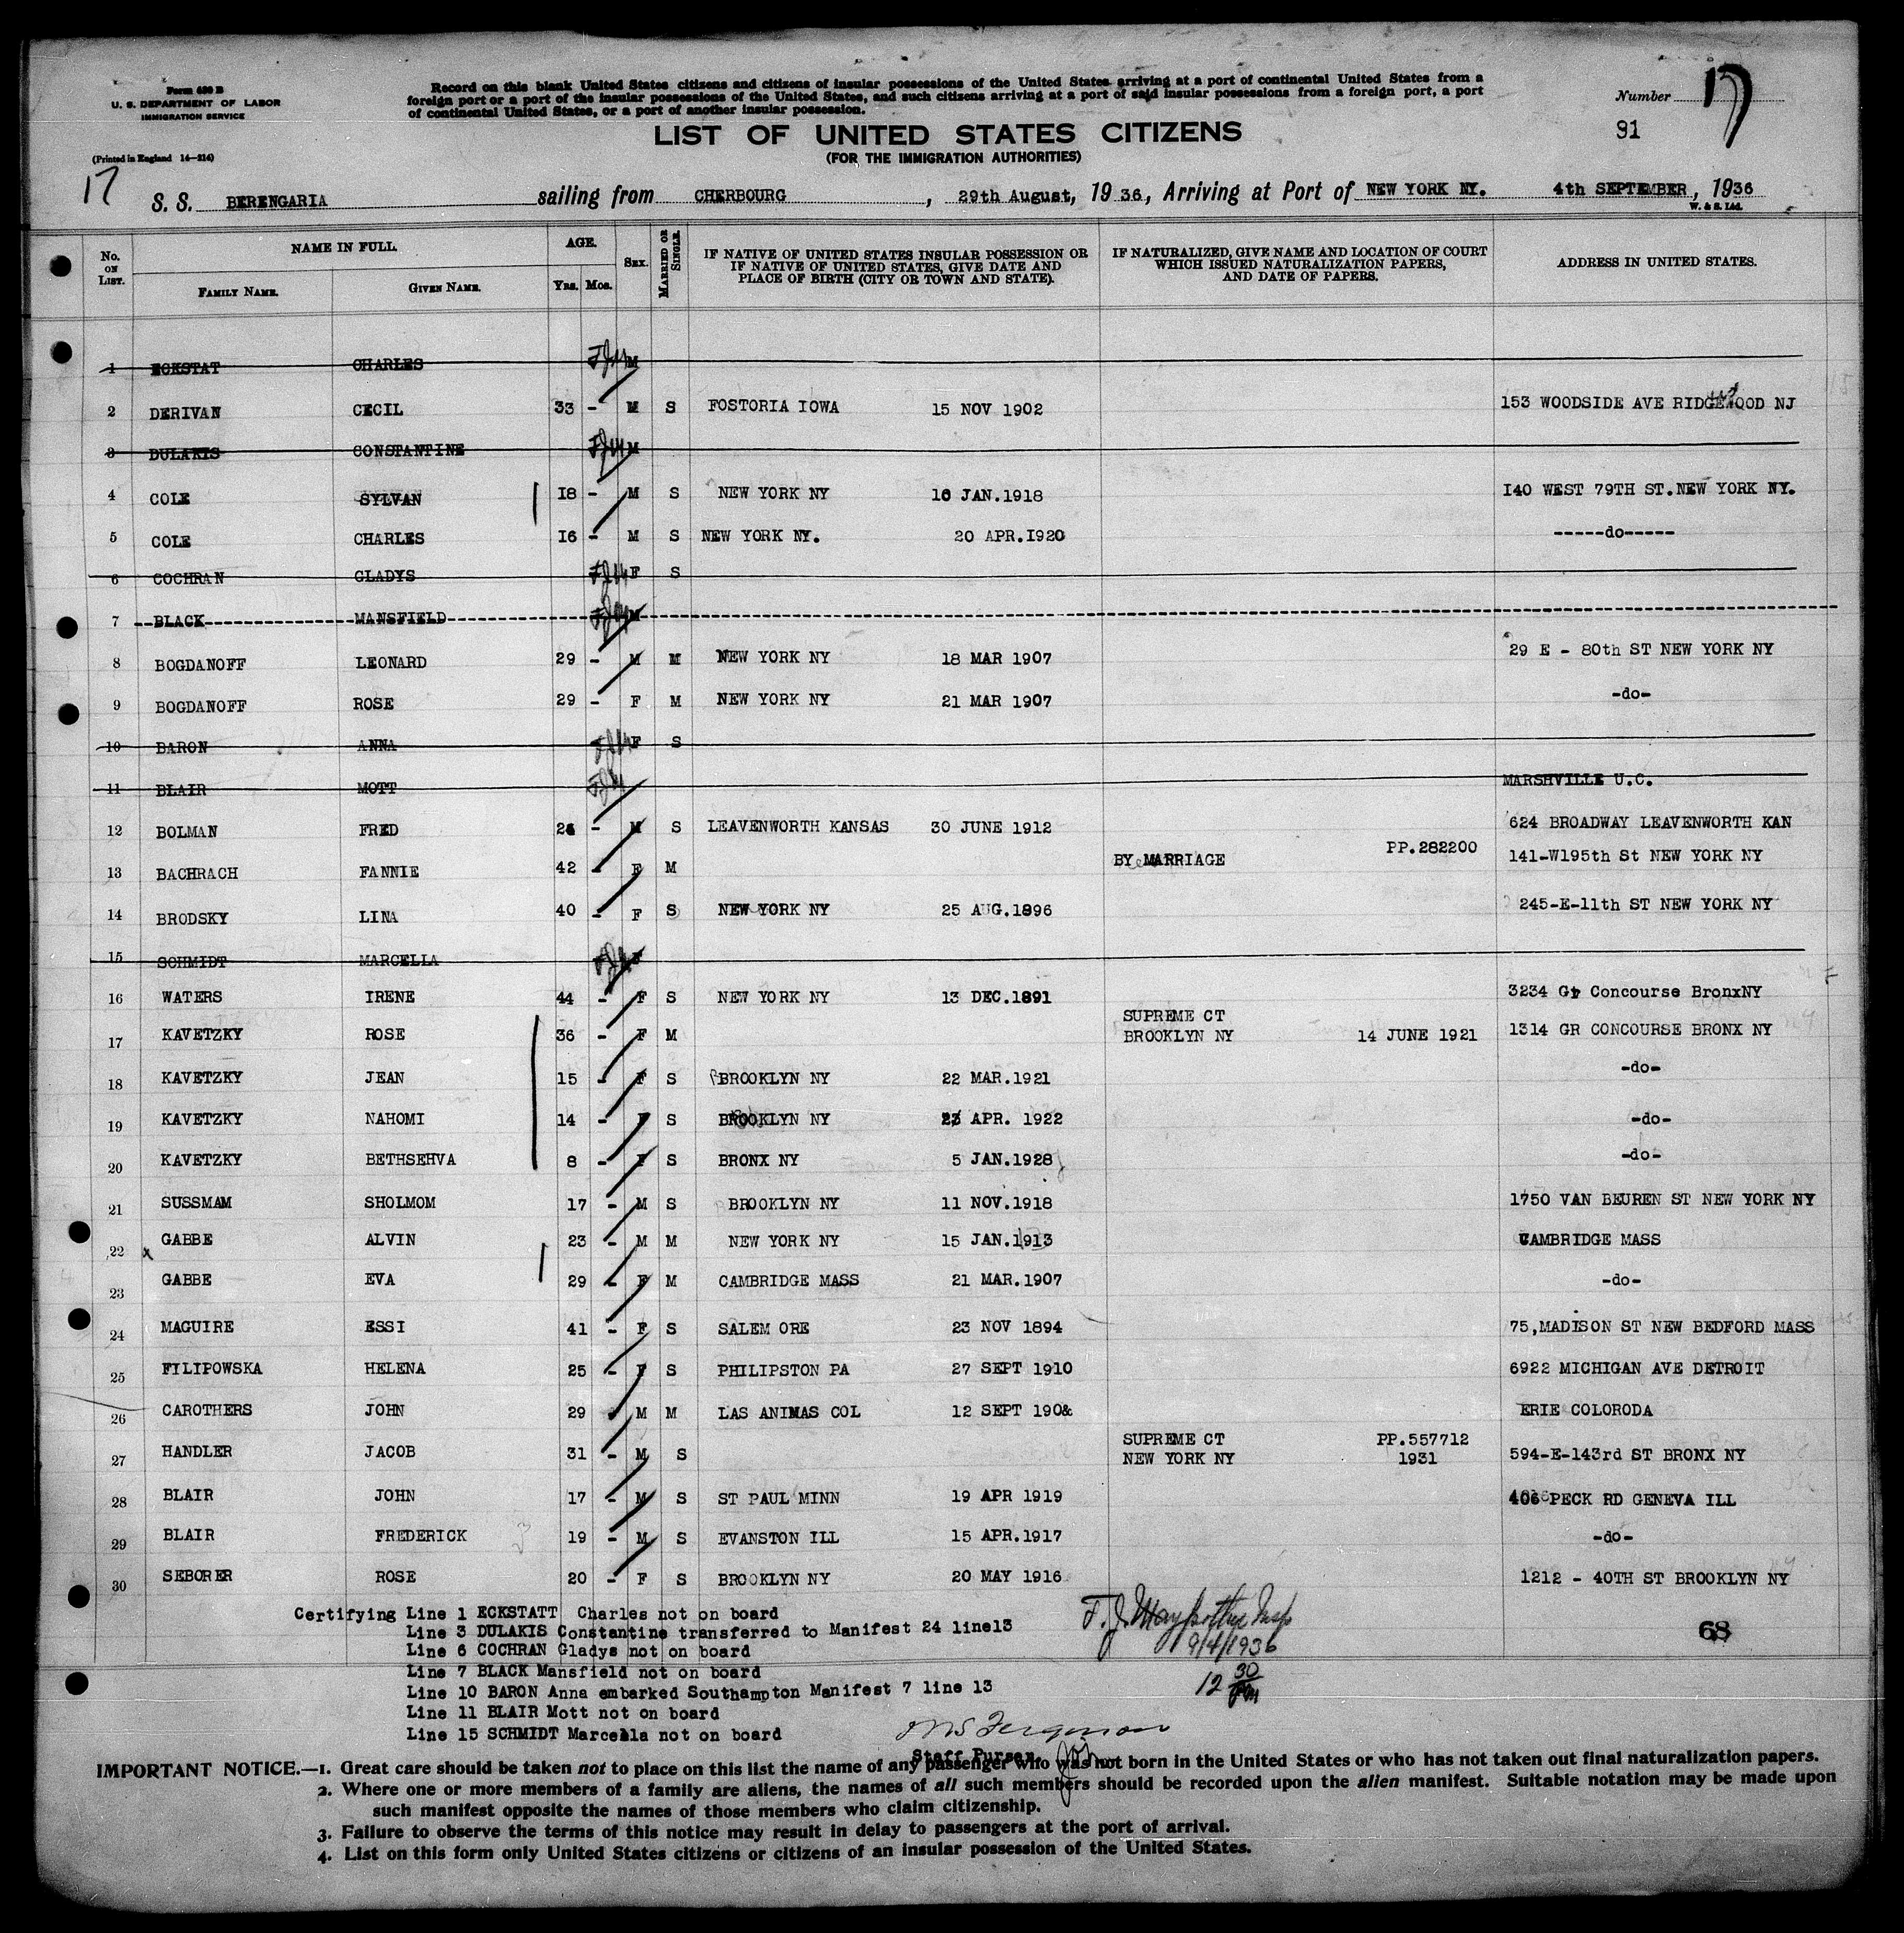 Form 630 B
U. S. DEPARTMENT OF LABOR
IMMIGRATION SERVICE
(Printed in England 14—214)
Record on this blank United States citizens and citizens of insular possessions of the United States arriving at a port of continental United States from a
foreign port or a port of the insular possessions of the United States, and such citizens arriving at a port of said insular possessions from a foreign port, a port
of continental United States, or a port of another insular possession.
Number 17
91
LIST OF UNITED STATES CITIZENS
(FOR THE IMMIGRATION AUTHORITIES)
17
S. S. BERENGARIA sailing from CHERBOURG, 29th August, 1936, Arriving at Port of NEW YORK NY. 4th SEPTEMBER, 1936
W. & S. Ltd.
No. ON LIST. NAME IN FULL. FAMILY NAME. GIVEN NAME. AGE. Yrs. Mos. SEX. MARRIED OR SINGLE. IF NATIVE OF UNITED STATES INSULAR POSSESSION OR IF NATIVE OF UNITED STATES, GIVE DATE AND PLACE OF BIRTH (CITY OR TOWN AND STATE). IF NATURALIZED, GIVE NAME AND LOCATION OF COURT WHICH ISSUED NATURALIZATION PAPERS, AND DATE OF PAPERS. ADDRESS IN UNITED STATES.
1 ECKSTAT CHARLES M
2 DERIVAN CECIL 33 - M S FOSTORIA IOWA 15 NOV 1902 153 WOODSIDE AVE RIDGEWOOD NJ
3 DULAKIS CONSTANTINE M
4 COLE SYLVAN 18 - M S NEW YORK NY 10 JAN.1918 140 WEST 79TH ST.NEW YORK NY.
5 COLE CHARLES 16 - M S NEW YORK NY. 20 APR.1920 -----do-----
6 COCHRAN GLADYS F S
7 BLACK MANSFIELD M
8 BOGDANOFF LEONARD 29 - M M NEW YORK NY 18 MAR 1907 29 E - 80th ST NEW YORK NY
9 BOGDANOFF ROSE 29 - F M NEW YORK NY 21 MAR 1907 -do-
10 BARON ANNA F S
11 BLAIR MOTT MARSHVILLE U.C.
12 BOLMAN FRED 24 - M S LEAVENWORTH KANSAS 30 JUNE 1912 624 BROADWAY LEAVENWORTH KAN
13 BACHRACH FANNIE 42 - F M BY MARRIAGE PP.282200 141-W195th St NEW YORK NY
14 BRODSKY LINA 40 - F S NEW YORK NY 25 AUG.1896 245-E-11th ST NEW YORK NY
15 SCHMIDT MARCELLA F
16 WATERS IRENE 44 - F S NEW YORK NY 13 DEC.1891 3234 Gr Concourse BronxNY
17 KAVETZKY ROSE 36 - F M SUPREME CT BROOKLYN NY 14 JUNE 1921 1314 GR CONCOURSE BRONX NY
18 KAVETZKY JEAN 15 - F S BROOKLYN NY 22 MAR.1921 -do-
19 KAVETZKY NAHOMI 14 - F S BROOKLYN NY 23 APR. 1922 -do-
20 KAVETZKY BETHSEHVA 8 - F S BRONX NY 5 JAN.1928 -do-
21 SUSSMAM SHOLMOM 17 - M S BROOKLYN NY 11 NOV.1918 1750 VAN BEUREN ST NEW YORK NY
22 x GABBE ALVIN 23 - M M NEW YORK NY 15 JAN.1913 CAMBRIDGE MASS
23 GABBE EVA 29 - F M CAMBRIDGE MASS 21 MAR.1907 -do-
24 MAGUIRE ESSI 41 - F S SALEM ORE 23 NOV 1894 75,MADISON ST NEW BEDFORD MASS
25 FILIPOWSKA HELENA 25 - F S PHILIPSTON PA 27 SEPT 1910 6922 MICHIGAN AVE DETROIT
26 CAROTHERS JOHN 29 - M M LAS ANIMAS COL 12 SEPT ERIE COLORODA
27 HANDLER JACOB 31 - M S SUPREME CT NEW YORK NY PP.557712 1931 594-E-143rd ST BRONX NY
28 BLAIR JOHN 17 - M S ST PAUL MINN 19 APR 1919 406 PECK RD GENEVA ILL
29 BLAIR FREDERICK 19 - M S EVANSTON ILL 15 APR.1917 -do-
30 SEBORER ROSE 20 - F S BROOKLYN NY 20 MAY 1916 1212 - 40TH ST BROOKLYN NY
Certifying Line 1 ECKSTATT Charles not on board
Line 3 DULAKIS Constantine transferred to Manifest 24 line13
Line 6 COCHRAN Gladys not on board
Line 7 BLACK Mansfield not on board
Line 10 BARON Anna embarked Southampton Manifest 7 line 13
Line 11 BLAIR Mott not on board
Line 15 SCHMIDT Marcella not on board
F. J. Insp
9/4/1936
12 30 pm
68
Ferguson
Staff Purser.
IMPORTANT NOTICE.—1. Great care should be taken not to place on this list the name of any passenger who was not born in the United States or who has not taken out final naturalization papers.
2. Where one or more members of a family are aliens, the names of all such members should be recorded upon the alien manifest. Suitable notation may be made upon
such manifest opposite the names of those members who claim citizenship.
3. Failure to observe the terms of this notice may result in delay to passengers at the port of arrival.
4. List on this form only United States citizens or citizens of an insular possession of the United States.